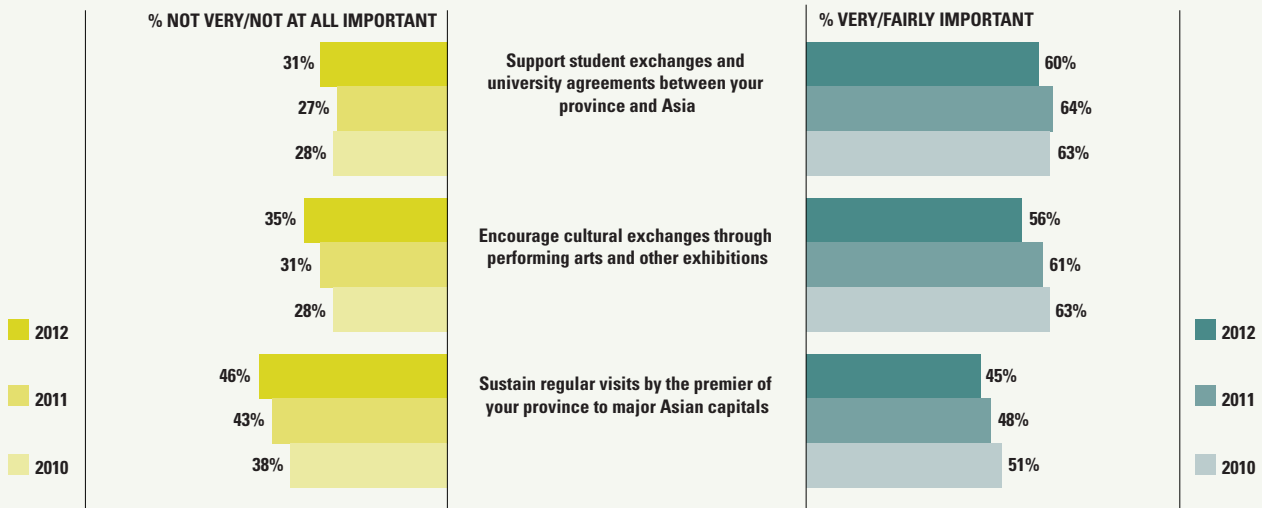 % NOT VERY/NOT AT ALL IMPORTANT
% VERY/FAIRLY IMPORTANT
31%
27%
28%
Support student exchanges and
university agreements between your
province and Asia
60%
64%
63%
35%
31%
28%
Encourage cultural exchanges through
performing arts and other exhibitions
56%
61%
63%
46%
43%
38%
Sustain regular visits by the premier of
your province to major Asian capitals
45%
48%
51%
2012
2011
2010
2012
2011
2010